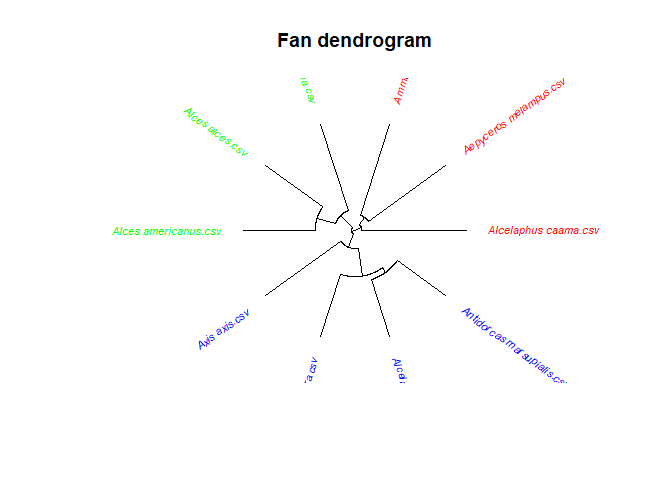 Fan dendrogram
ia.csv
Amm
Alces alces.csv
Aepyceros melampus.csv
Alces americanus.csv
Alcelaphus caama.csv
Axis axis.csv
Antidorcas marsupialis.cs
ra.csv
Alcel